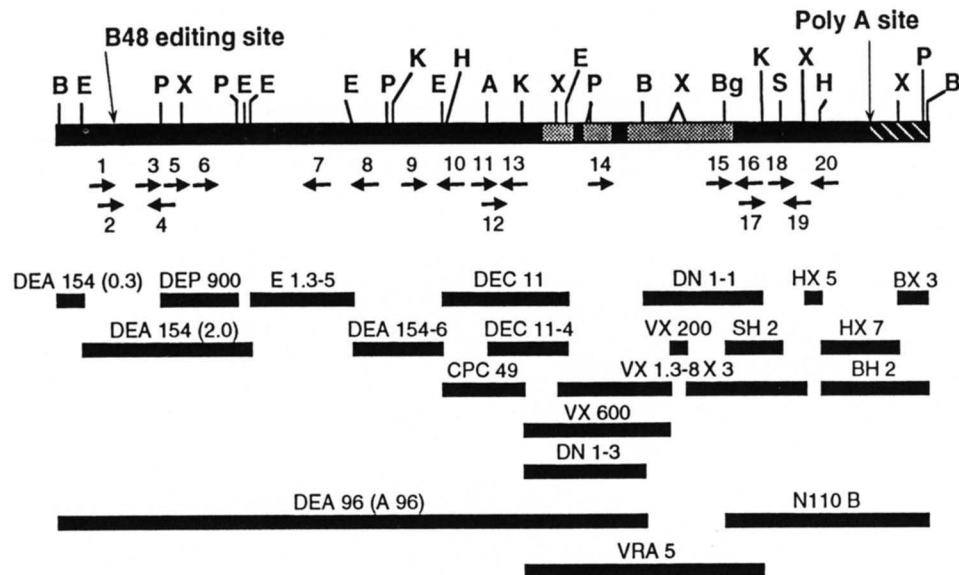 Poly A site
B48 editing site
B E P X P E E E P K E H A K X E P B X Bg K S X H X P B
1 3 5 6 7 8 9 10 11 13 14 15 16 18 20
2 4 12 17 19
DEA 154 (0.3) DEP 900 E 1.3-5 DEC 11 DN 1-1 HX 5 BX 3
DEA 154 (2.0) DEA 154-6 DEC 11-4 VX 200 SH 2 HX 7
CPC 49 VX 1.3-8 X 3 BH 2
VX 600
DN 1-3
DEA 96 (A 96) N110 B
VRA 5